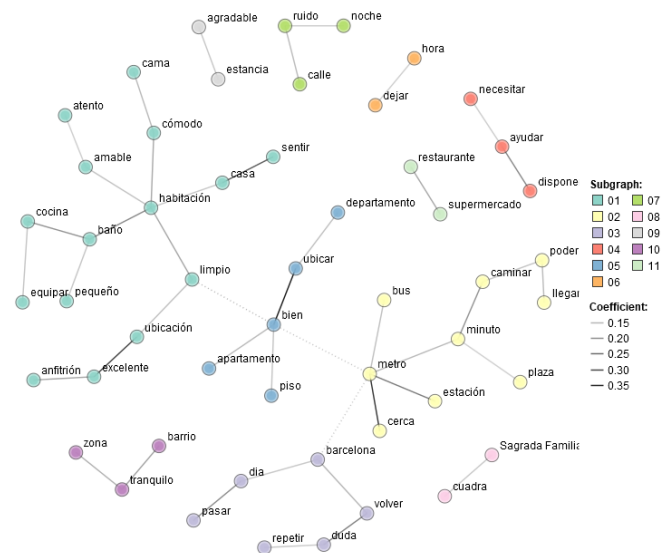 agradable
ruido
noche
hora
cama
estancia
calle
dejar
necesitar
atento
cómodo
ayudar
amable
sentir
restaurante
casa
dispone
habitación
supermercado
departamento
cocina
baño
ubicar
poder
limpio
caminar
equipar
pequeño
bus
llegar
bien
ubicación
minuto
apartamento
metro
anfitrión
excelente
piso
estación
plaza
cerca
zona
barrio
barcelona
Sagrada Familia
tranquilo
dia
cuadra
pasar
volver
duda
repetir
Subgraph:
01 07
02 08
03 09
04 10
05 11
06
Coefficient:
0.15
0.20
0.25
0.30
0.35